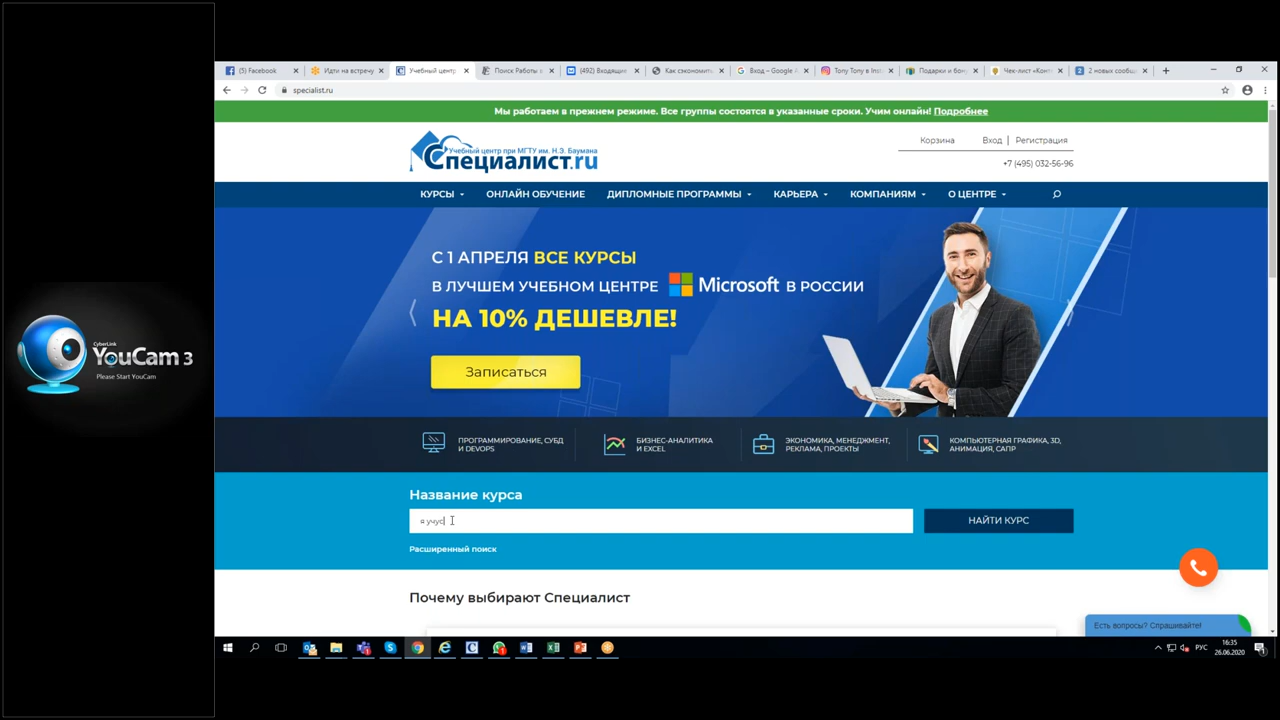 (5) Facebook
Идти на встречу
Учебный центр
Поиск Работы
(492) Входящие
Как сэкономить
Вход – Google
Tony Tony в Inst
Подарки и бон
Чек-лист «Конт
2 новых сообщ
specialist.ru
Мы работаем в прежнем режиме. Все группы состоятся в указанные сроки. Учим онлайн! Подробнее
Учебный центр при МГТУ им. Н.Э. Баумана
Специалист.ru
Корзина Вход | Регистрация
+7 (495) 032-56-96
КУРСЫ ОНЛАЙН ОБУЧЕНИЕ ДИПЛОМНЫЕ ПРОГРАММЫ КАРЬЕРА КОМПАНИЯМ О ЦЕНТРЕ
С 1 АПРЕЛЯ ВСЕ КУРСЫ
В ЛУЧШЕМ УЧЕБНОМ ЦЕНТРЕ Microsoft В РОССИИ
НА 10% ДЕШЕВЛЕ!
Записаться
CyberLink
YouCam 3
Please Start YouCam
ПРОГРАММИРОВАНИЕ, СУБД
И DEVOPS
БИЗНЕС-АНАЛИТИКА
И EXCEL
ЭКОНОМИКА, МЕНЕДЖМЕНТ,
РЕКЛАМА, ПРОЕКТЫ
КОМПЬЮТЕРНАЯ ГРАФИКА, 3D,
АНИМАЦИЯ, САПР
Название курса
я учус
НАЙТИ КУРС
Расширенный поиск
Почему выбирают Специалист
Есть вопросы? Спрашивайте!
РУС
16:35
26.06.2020